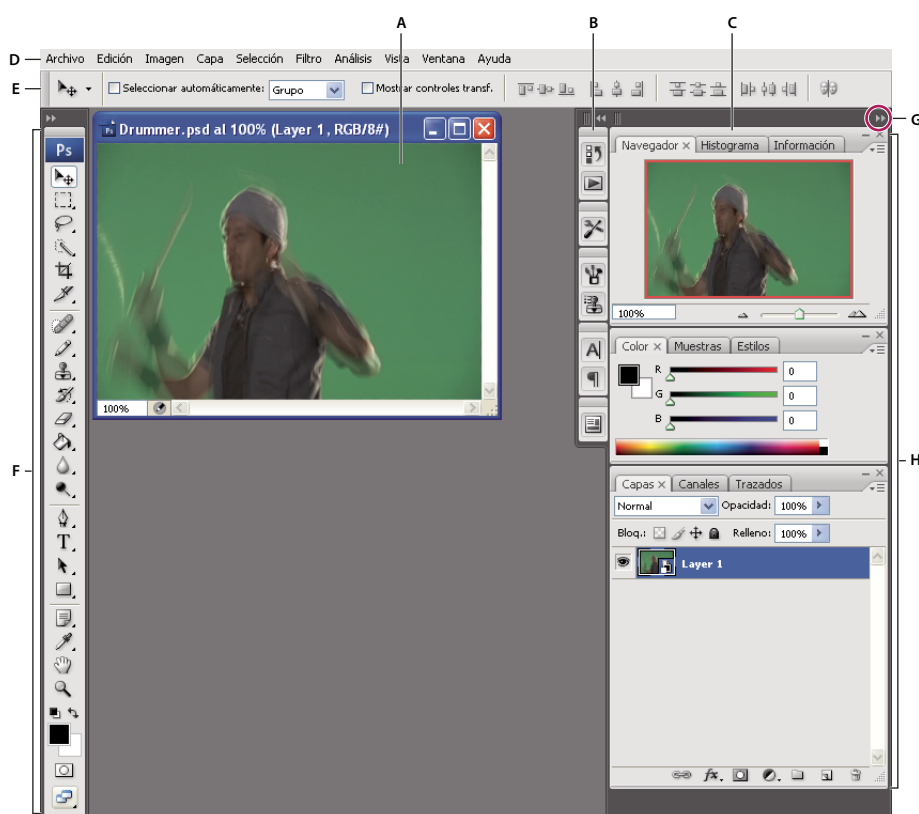 A B C
D Archivo Edición Imagen Capa Selección Filtro Análisis Vista Ventana Ayuda
E Seleccionar automáticamente: Grupo Mostrar controles transf.
G
Drummer.psd al 100% (Layer 1, RGB/8#)
Ps
Navegador × Histograma Información
100%
Color × Muestras Estilos
R 0
G 0
B 0
100%
F
H
Capas × Canales Trazados
Normal Opacidad: 100%
Bloq.: Relleno: 100%
Layer 1